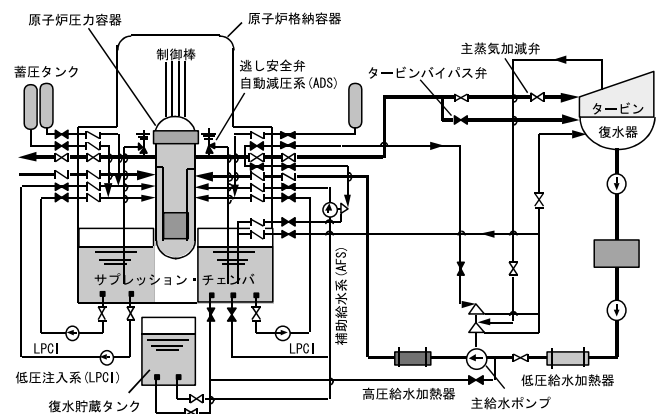 原子炉圧力容器
原子炉格納容器
制御棒
蓄圧タンク
逃し安全弁
自動減圧系(ADS)
主蒸気加減弁
タービンバイパス弁
タービン
復水器
サプレッション・チェンバ
補助給水系(AFS)
LPCI
LPCI
低圧注入系(LPCI)
復水貯蔵タンク
高圧給水加熱器
低圧給水加熱器
主給水ポンプ